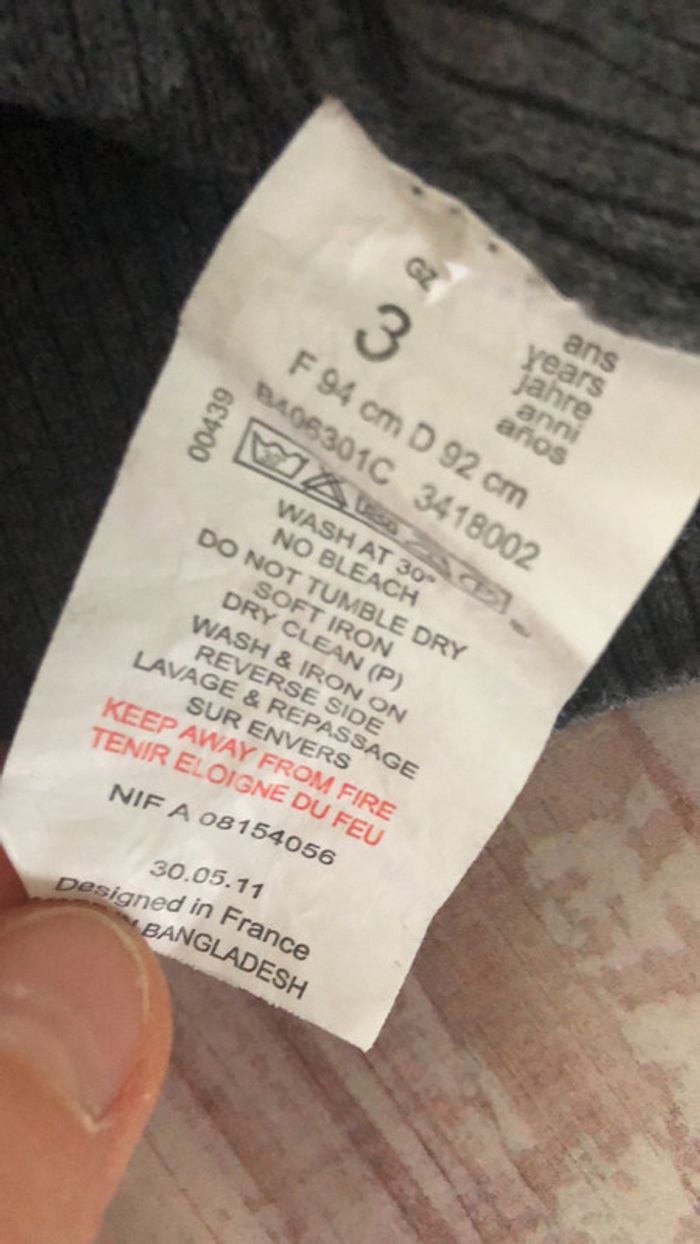 GZ
3
ans
years
jahre
anni
años
F 94 cm D 92 cm
00439
B406301C 3418002
WASH AT 30°
NO BLEACH
DO NOT TUMBLE DRY
SOFT IRON
DRY CLEAN (P)
WASH & IRON ON
REVERSE SIDE
LAVAGE & REPASSAGE
SUR ENVERS
KEEP AWAY FROM FIRE
TENIR ELOIGNE DU FEU
NIF A 08154056
30.05.11
Designed in France
BANGLADESH